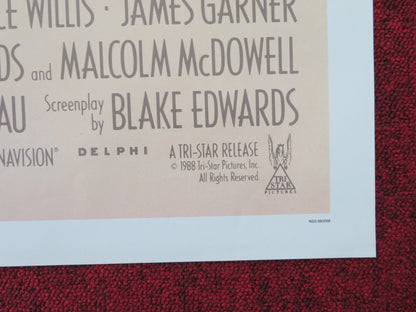 E WILLIS · JAMES GARNER
DS and MALCOLM McDOWELL
AU Screenplay by BLAKE EDWARDS
NAVISION® DELPHI A TRI-STAR RELEASE
© 1988 Tri-Star Pictures, Inc.
All Rights Reserved.
TRI
STAR
PICTURES